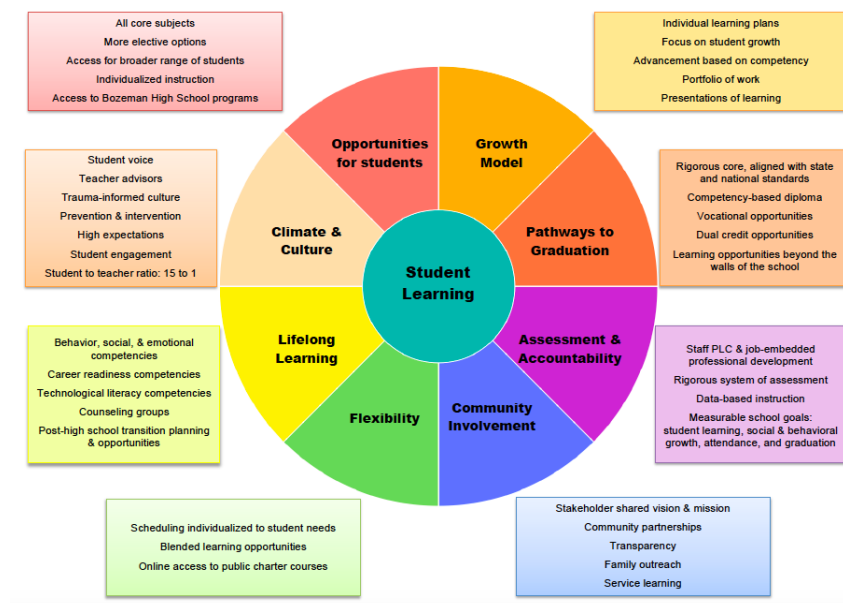 All core subjects
More elective options
Access for broader range of students
Individualized instruction
Access to Bozeman High School programs
Individual learning plans
Focus on student growth
Advancement based on competency
Portfolio of work
Presentations of learning
Opportunities
for students
Growth
Model
Student voice
Teacher advisors
Trauma-informed culture
Prevention & intervention
High expectations
Student engagement
Student to teacher ratio: 15 to 1
Climate &
Culture
Pathways to
Graduation
Rigorous core, aligned with state
and national standards
Competency-based diploma
Vocational opportunities
Dual credit opportunities
Learning opportunities beyond the
walls of the school
Student
Learning
Behavior, social, & emotional
competencies
Career readiness competencies
Technological literacy competencies
Counseling groups
Post-high school transition planning
& opportunities
Lifelong
Learning
Assessment &
Accountability
Staff PLC & job-embedded
professional development
Rigorous system of assessment
Data-based instruction
Measurable school goals:
student learning, social & behavioral
growth, attendance, and graduation
Flexibility
Community
Involvement
Scheduling individualized to student needs
Blended learning opportunities
Online access to public charter courses
Stakeholder shared vision & mission
Community partnerships
Transparency
Family outreach
Service learning